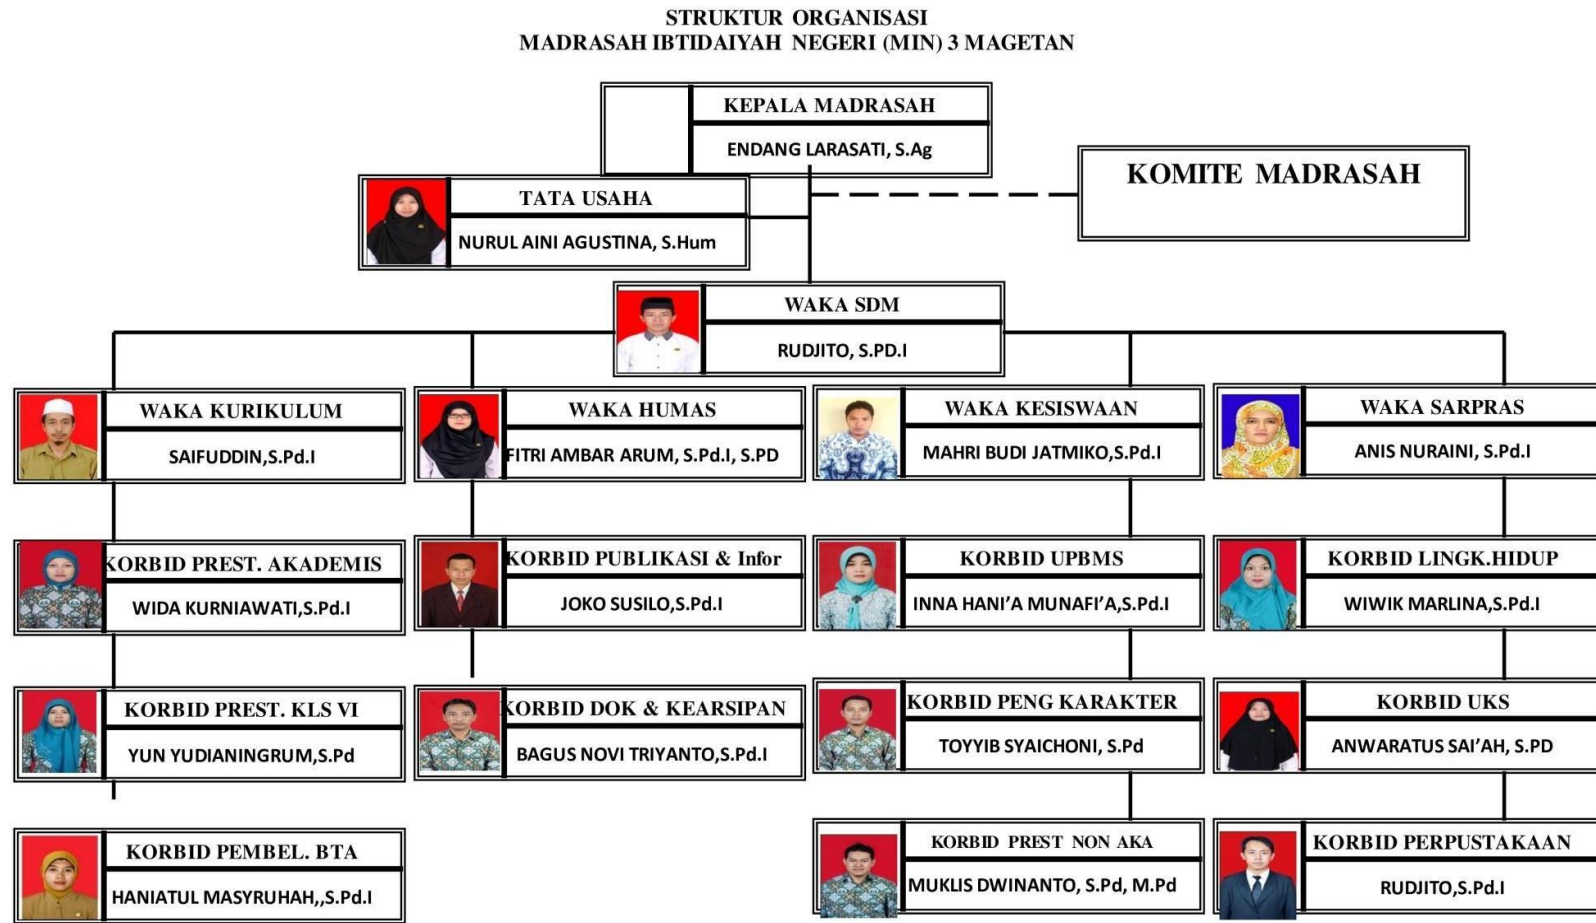 STRUKTUR ORGANISASI
MADRASAH IBTIDAIYAH NEGERI (MIN) 3 MAGETAN
KEPALA MADRASAH
ENDANG LARASATI, S.Ag
KOMITE MADRASAH
TATA USAHA
NURUL AINI AGUSTINA, S.Hum
WAKA SDM
RUDJITO, S.PD.I
WAKA KURIKULUM
SAIFUDDIN,S.Pd.I
WAKA HUMAS
FITRI AMBAR ARUM, S.Pd.I, S.PD
WAKA KESISWAAN
MAHRI BUDI JATMIKO,S.Pd.I
WAKA SARPRAS
ANIS NURAINI, S.Pd.I
KORBID PREST. AKADEMIS
WIDA KURNIAWATI,S.Pd.I
KORBID PUBLIKASI & Infor
JOKO SUSILO,S.Pd.I
KORBID UPBMS
INNA HANI’A MUNAFI’A,S.Pd.I
KORBID LINGK.HIDUP
WIWIK MARLINA,S.Pd.I
KORBID PREST. KLS VI
YUN YUDIANINGRUM,S.Pd
KORBID DOK & KEARSIPAN
BAGUS NOVI TRIYANTO,S.Pd.I
KORBID PENG KARAKTER
TOYYIB SYAICHONI, S.Pd
KORBID UKS
ANWARATUS SAI’AH, S.PD
KORBID PEMBEL. BTA
HANIATUL MASYRUHAH,,S.Pd.I
KORBID PREST NON AKA
MUKLIS DWINANTO, S.Pd, M.Pd
KORBID PERPUSTAKAAN
RUDJITO,S.Pd.I